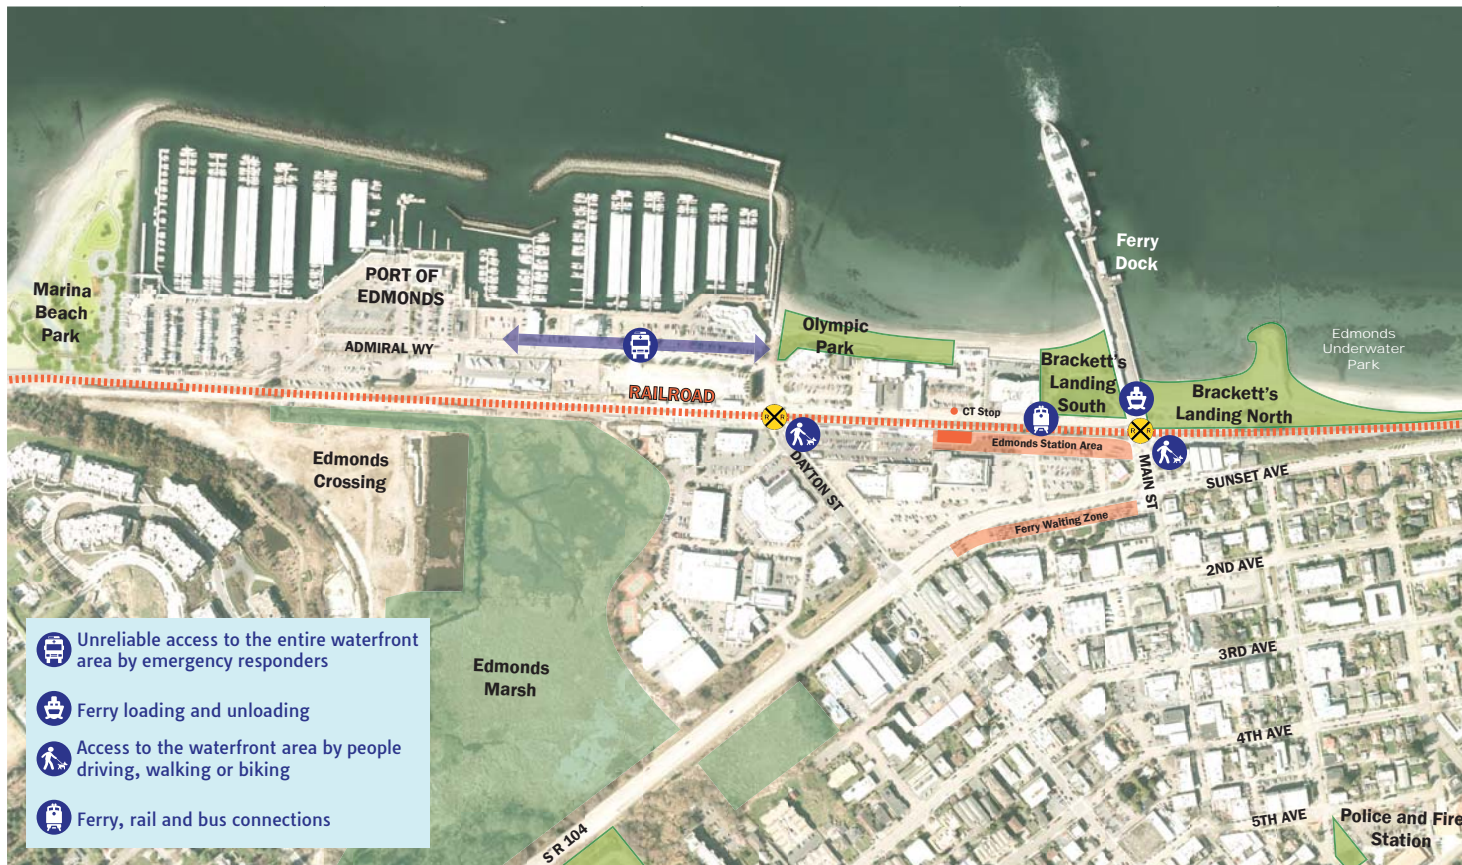 Ferry
Dock
PORT OF
EDMONDS
Marina
Beach
Park
ADMIRAL WY
Olympic
Park
Edmonds
Underwater
Park
Brackett's
Landing
South
Brackett's
Landing North
RAILROAD
CT Stop
R R
R R
Edmonds Station Area
Edmonds
Crossing
DAYTON ST
MAIN ST
SUNSET AVE
Ferry Waiting Zone
2ND AVE
3RD AVE
Edmonds
Marsh
4TH AVE
5TH AVE
Police and Fire
Station
S R 104
Unreliable access to the entire waterfront
area by emergency responders
Ferry loading and unloading
Access to the waterfront area by people
driving, walking or biking
Ferry, rail and bus connections